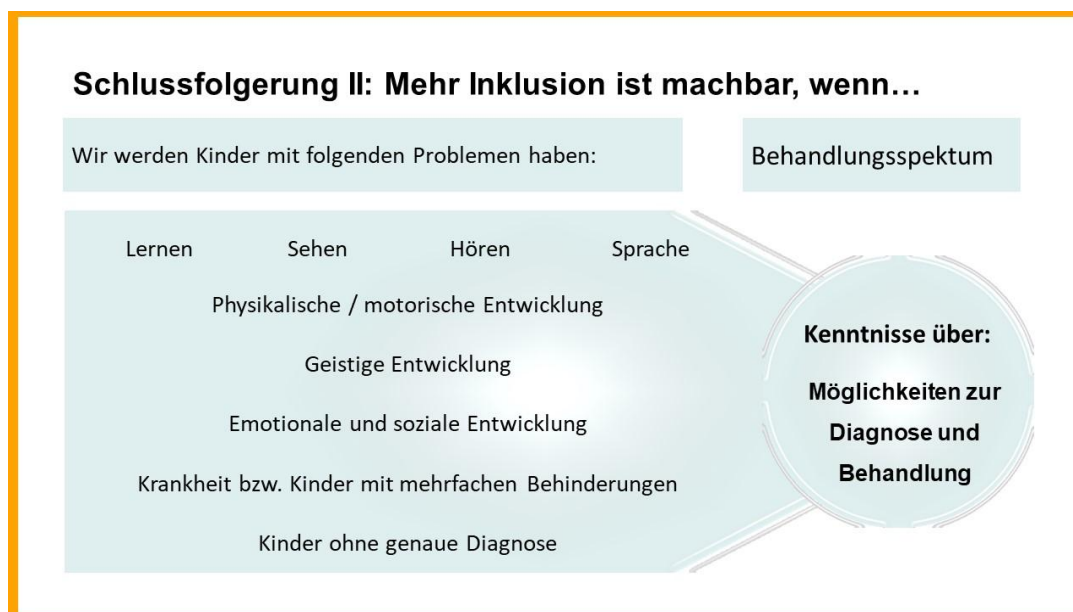 Schlussfolgerung II: Mehr Inklusion ist machbar, wenn…
Wir werden Kinder mit folgenden Problemen haben:
Behandlungsspektum
Lernen Sehen Hören Sprache
Physikalische / motorische Entwicklung
Geistige Entwicklung
Emotionale und soziale Entwicklung
Krankheit bzw. Kinder mit mehrfachen Behinderungen
Kinder ohne genaue Diagnose
Kenntnisse über:
Möglichkeiten zur
Diagnose und
Behandlung